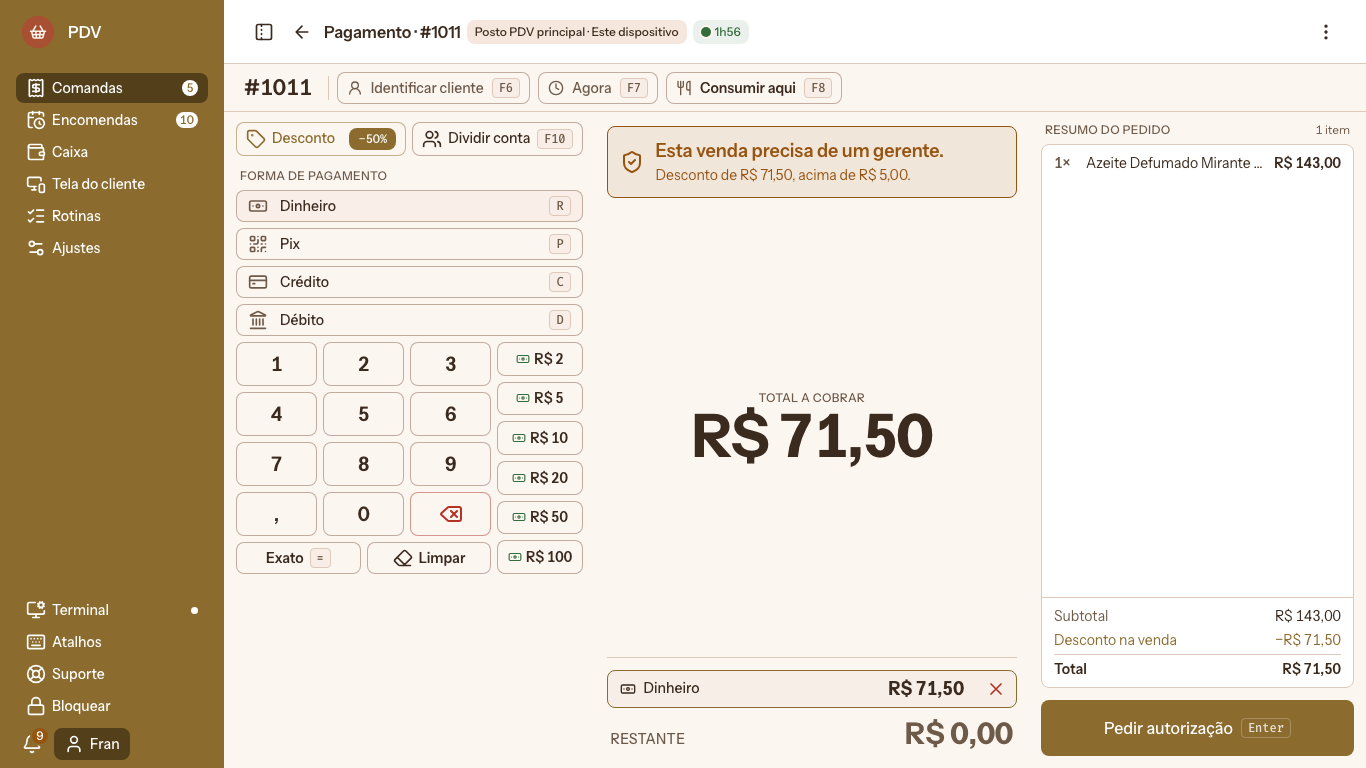 PDV
Comandas 5
Encomendas 10
Caixa
Tela do cliente
Rotinas
Ajustes
Terminal
Atalhos
Suporte
Bloquear
9 Fran
Pagamento · #1011 Posto PDV principal · Este dispositivo 1h56
#1011 Identificar cliente F6 Agora F7 Consumir aqui F8
Desconto −50% Dividir conta F10
FORMA DE PAGAMENTO
Dinheiro R
Pix P
Crédito C
Débito D
1 2 3 R$ 2
4 5 6 R$ 5
7 8 9 R$ 10
, 0 R$ 20
R$ 50
Exato = Limpar R$ 100
Esta venda precisa de um gerente.
Desconto de R$ 71,50, acima de R$ 5,00.
TOTAL A COBRAR
R$ 71,50
Dinheiro R$ 71,50
RESTANTE R$ 0,00
RESUMO DO PEDIDO 1 item
1× Azeite Defumado Mirante ... R$ 143,00
Subtotal R$ 143,00
Desconto na venda −R$ 71,50
Total R$ 71,50
Pedir autorização Enter